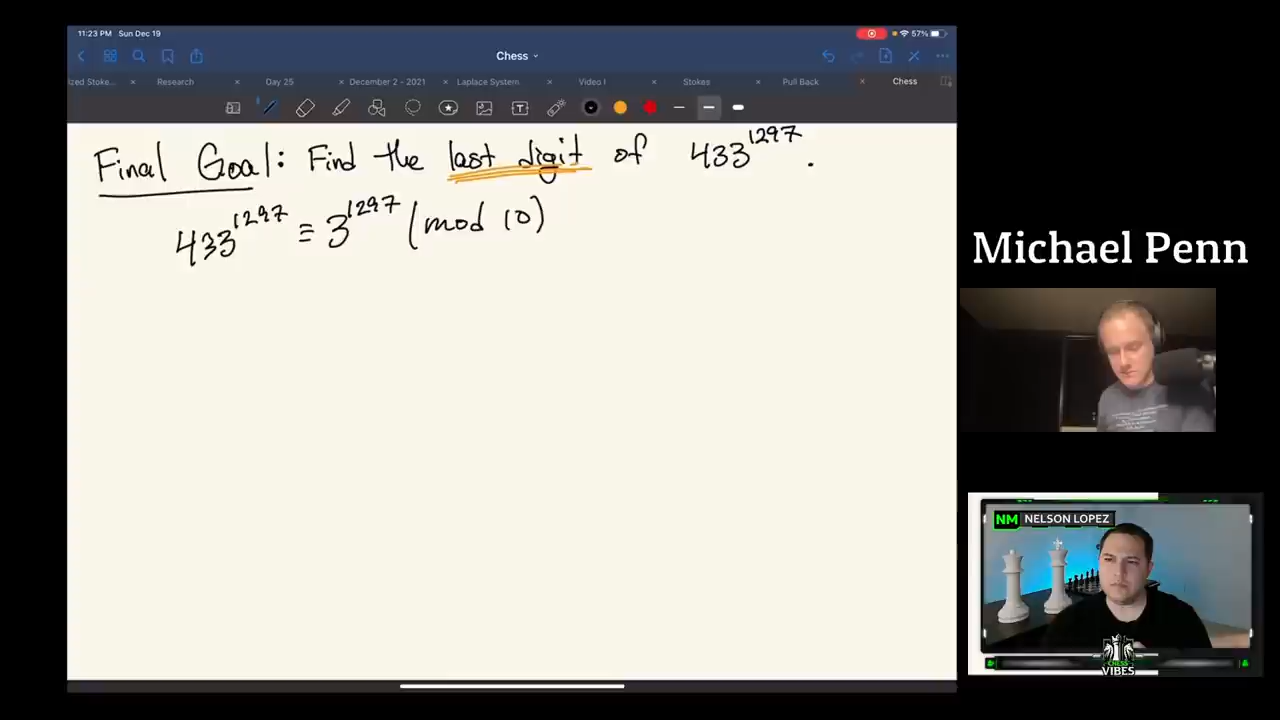 11:23 PM Sun Dec 19
57%
Chess
ized Stoke...
Research
Day 25
December 2 - 2021
Laplace System
Video I
Stokes
Pull Back
Chess
Final Goal: Find the last digit of 433^1297.
433^1297 ≡ 3^1297 (mod 10)
Michael Penn
NM NELSON LOPEZ
CHESS
VIBES